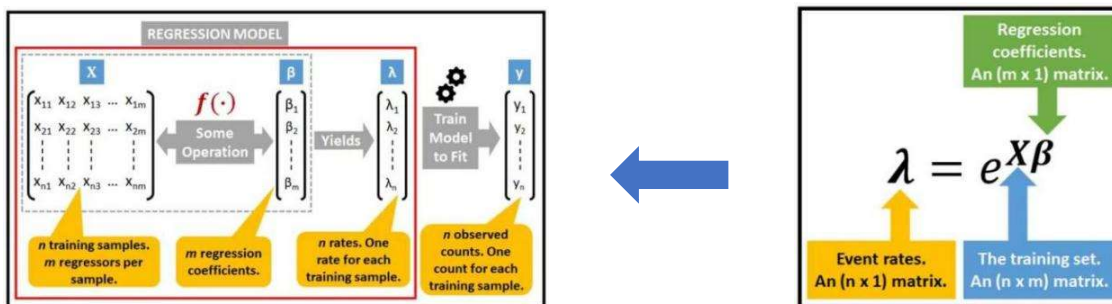 REGRESSION MODEL
X β λ y
x11 x12 x13 ... x1m
x21 x22 x23 ... x2m
xn1 xn2 xn3 ... xnm
f(·)
Some
Operation
β1
β2
βm
Yields
λ1
λ2
λn
Train
Model
to Fit
y1
y2
yn
n training samples.
m regressors per
sample.
m regression
coefficients.
n rates. One
rate for each
training sample.
n observed
counts. One
count for each
training sample.
Regression
coefficients.
An (m x 1) matrix.
λ = e^Xβ
Event rates.
An (n x 1) matrix.
The training set.
An (n x m) matrix.